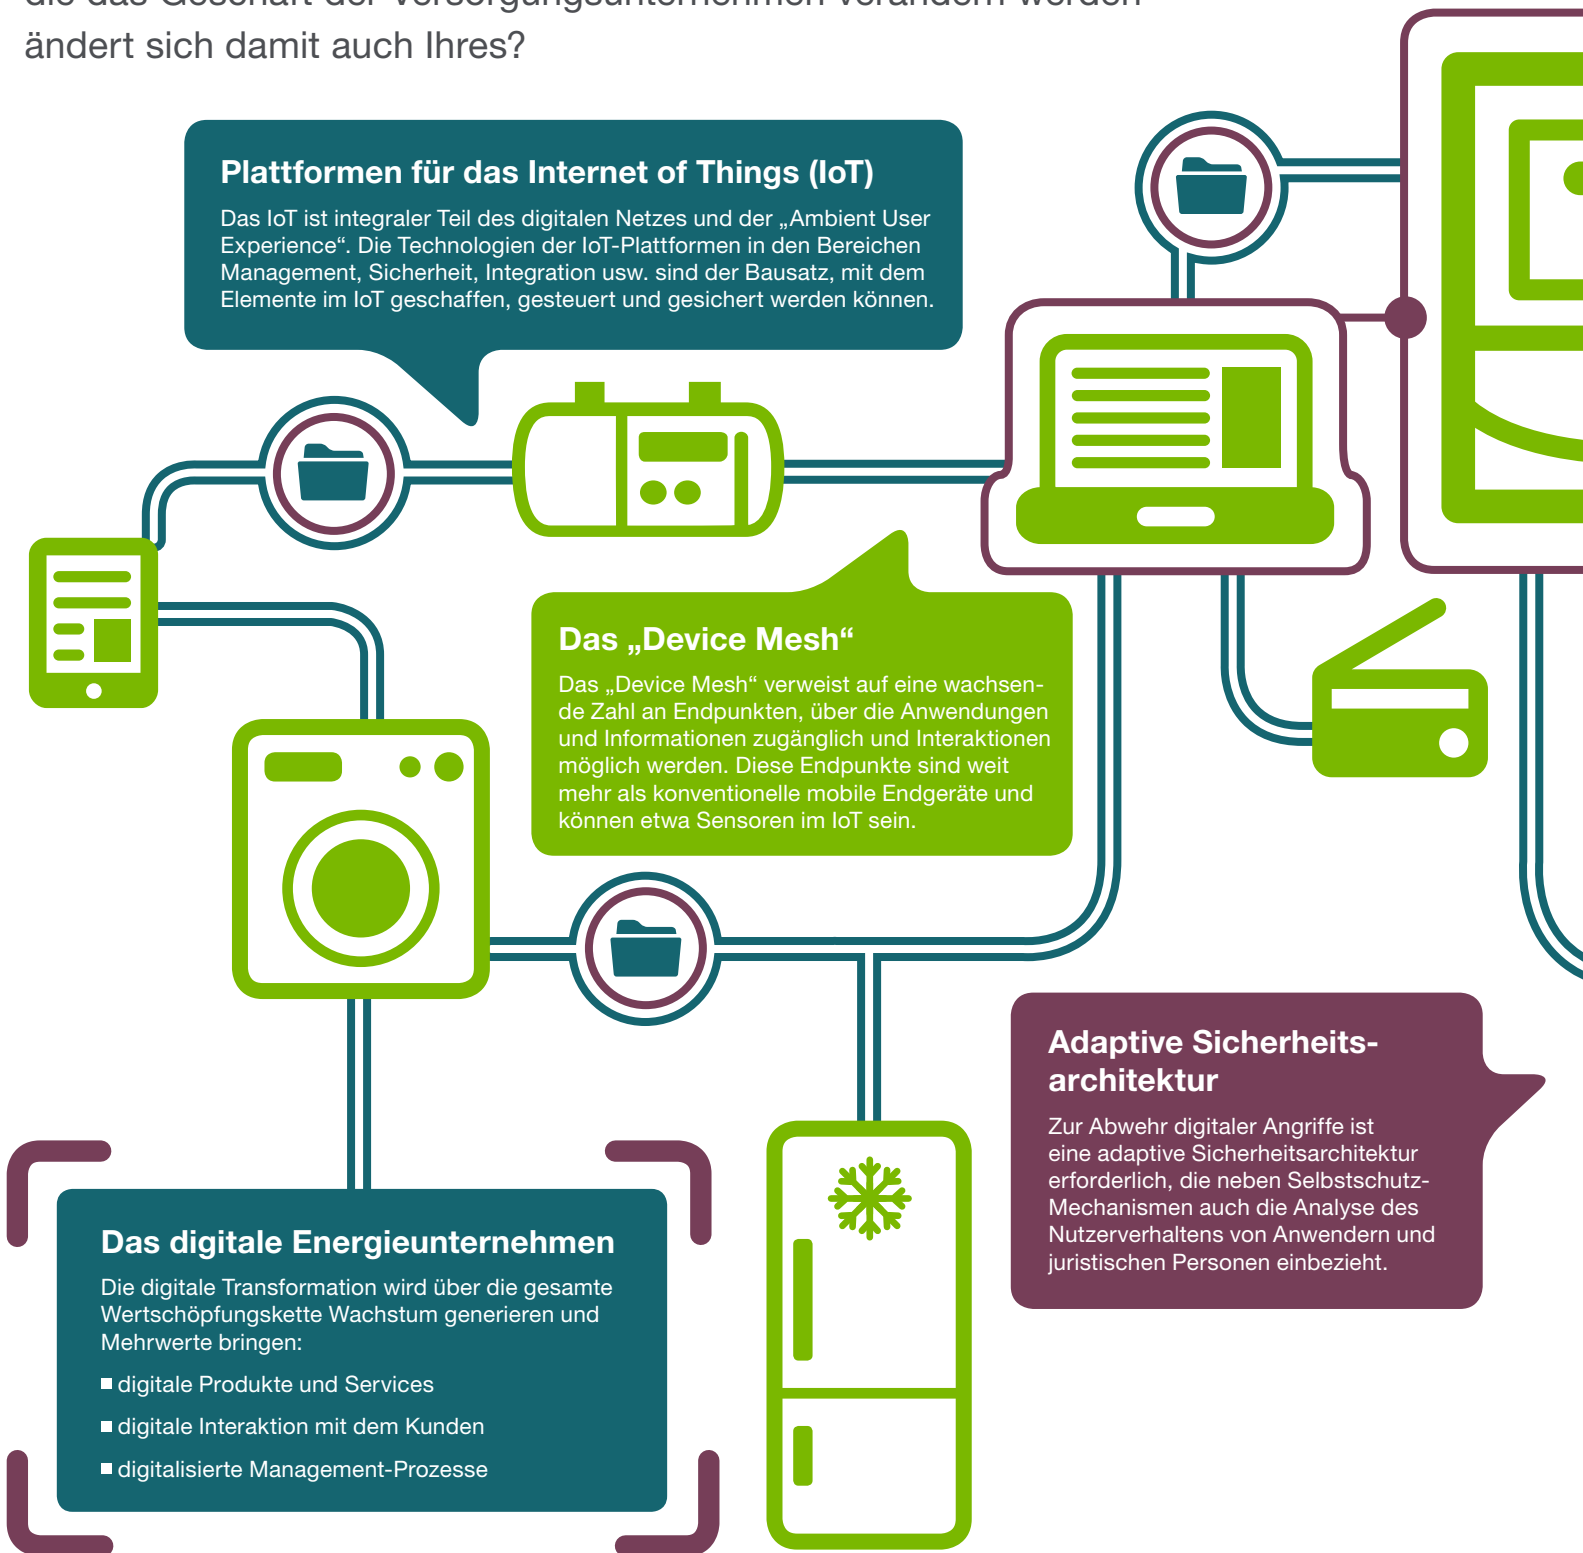 die das Geschäft der Versorgungsunternehmen verändern werden
ändert sich damit auch Ihres?
Plattformen für das Internet of Things (IoT)
Das IoT ist integraler Teil des digitalen Netzes und der „Ambient User
Experience“. Die Technologien der IoT-Plattformen in den Bereichen
Management, Sicherheit, Integration usw. sind der Bausatz, mit dem
Elemente im IoT geschaffen, gesteuert und gesichert werden können.
Das „Device Mesh“
Das „Device Mesh“ verweist auf eine wachsen-
de Zahl an Endpunkten, über die Anwendungen
und Informationen zugänglich und Interaktionen
möglich werden. Diese Endpunkte sind weit
mehr als konventionelle mobile Endgeräte und
können etwa Sensoren im IoT sein.
Adaptive Sicherheits-
architektur
Zur Abwehr digitaler Angriffe ist
eine adaptive Sicherheitsarchitektur
erforderlich, die neben Selbstschutz-
Mechanismen auch die Analyse des
Nutzerverhaltens von Anwendern und
juristischen Personen einbezieht.
Das digitale Energieunternehmen
Die digitale Transformation wird über die gesamte
Wertschöpfungskette Wachstum generieren und
Mehrwerte bringen:
■ digitale Produkte und Services
■ digitale Interaktion mit dem Kunden
■ digitalisierte Management-Prozesse